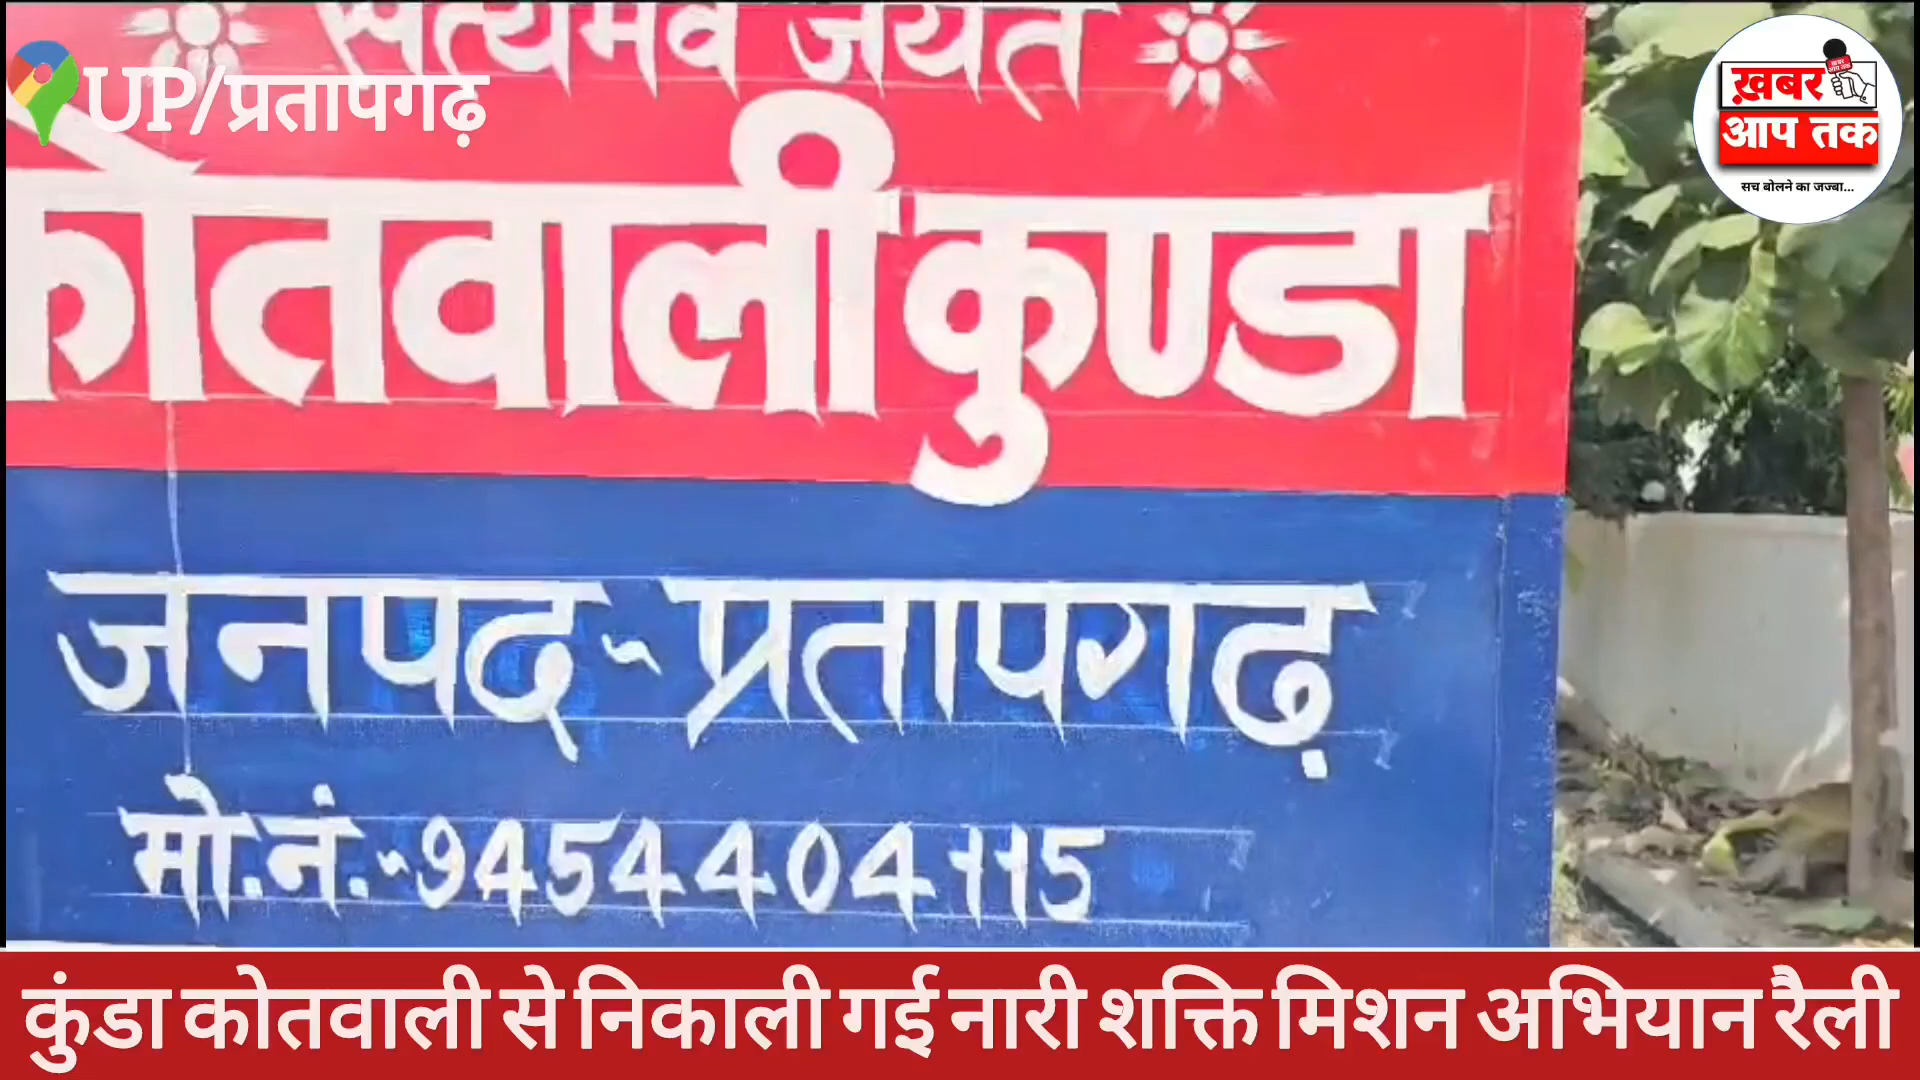 सत्यमेव जयते
UP/प्रतापगढ़
ख़बर
आप तक
सच बोलने का जज्बा...
कोतवाली कुण्डा
जनपद-प्रतापगढ़
मो.नं.-9454404115
कुंडा कोतवाली से निकाली गई नारी शक्ति मिशन अभियान रैली